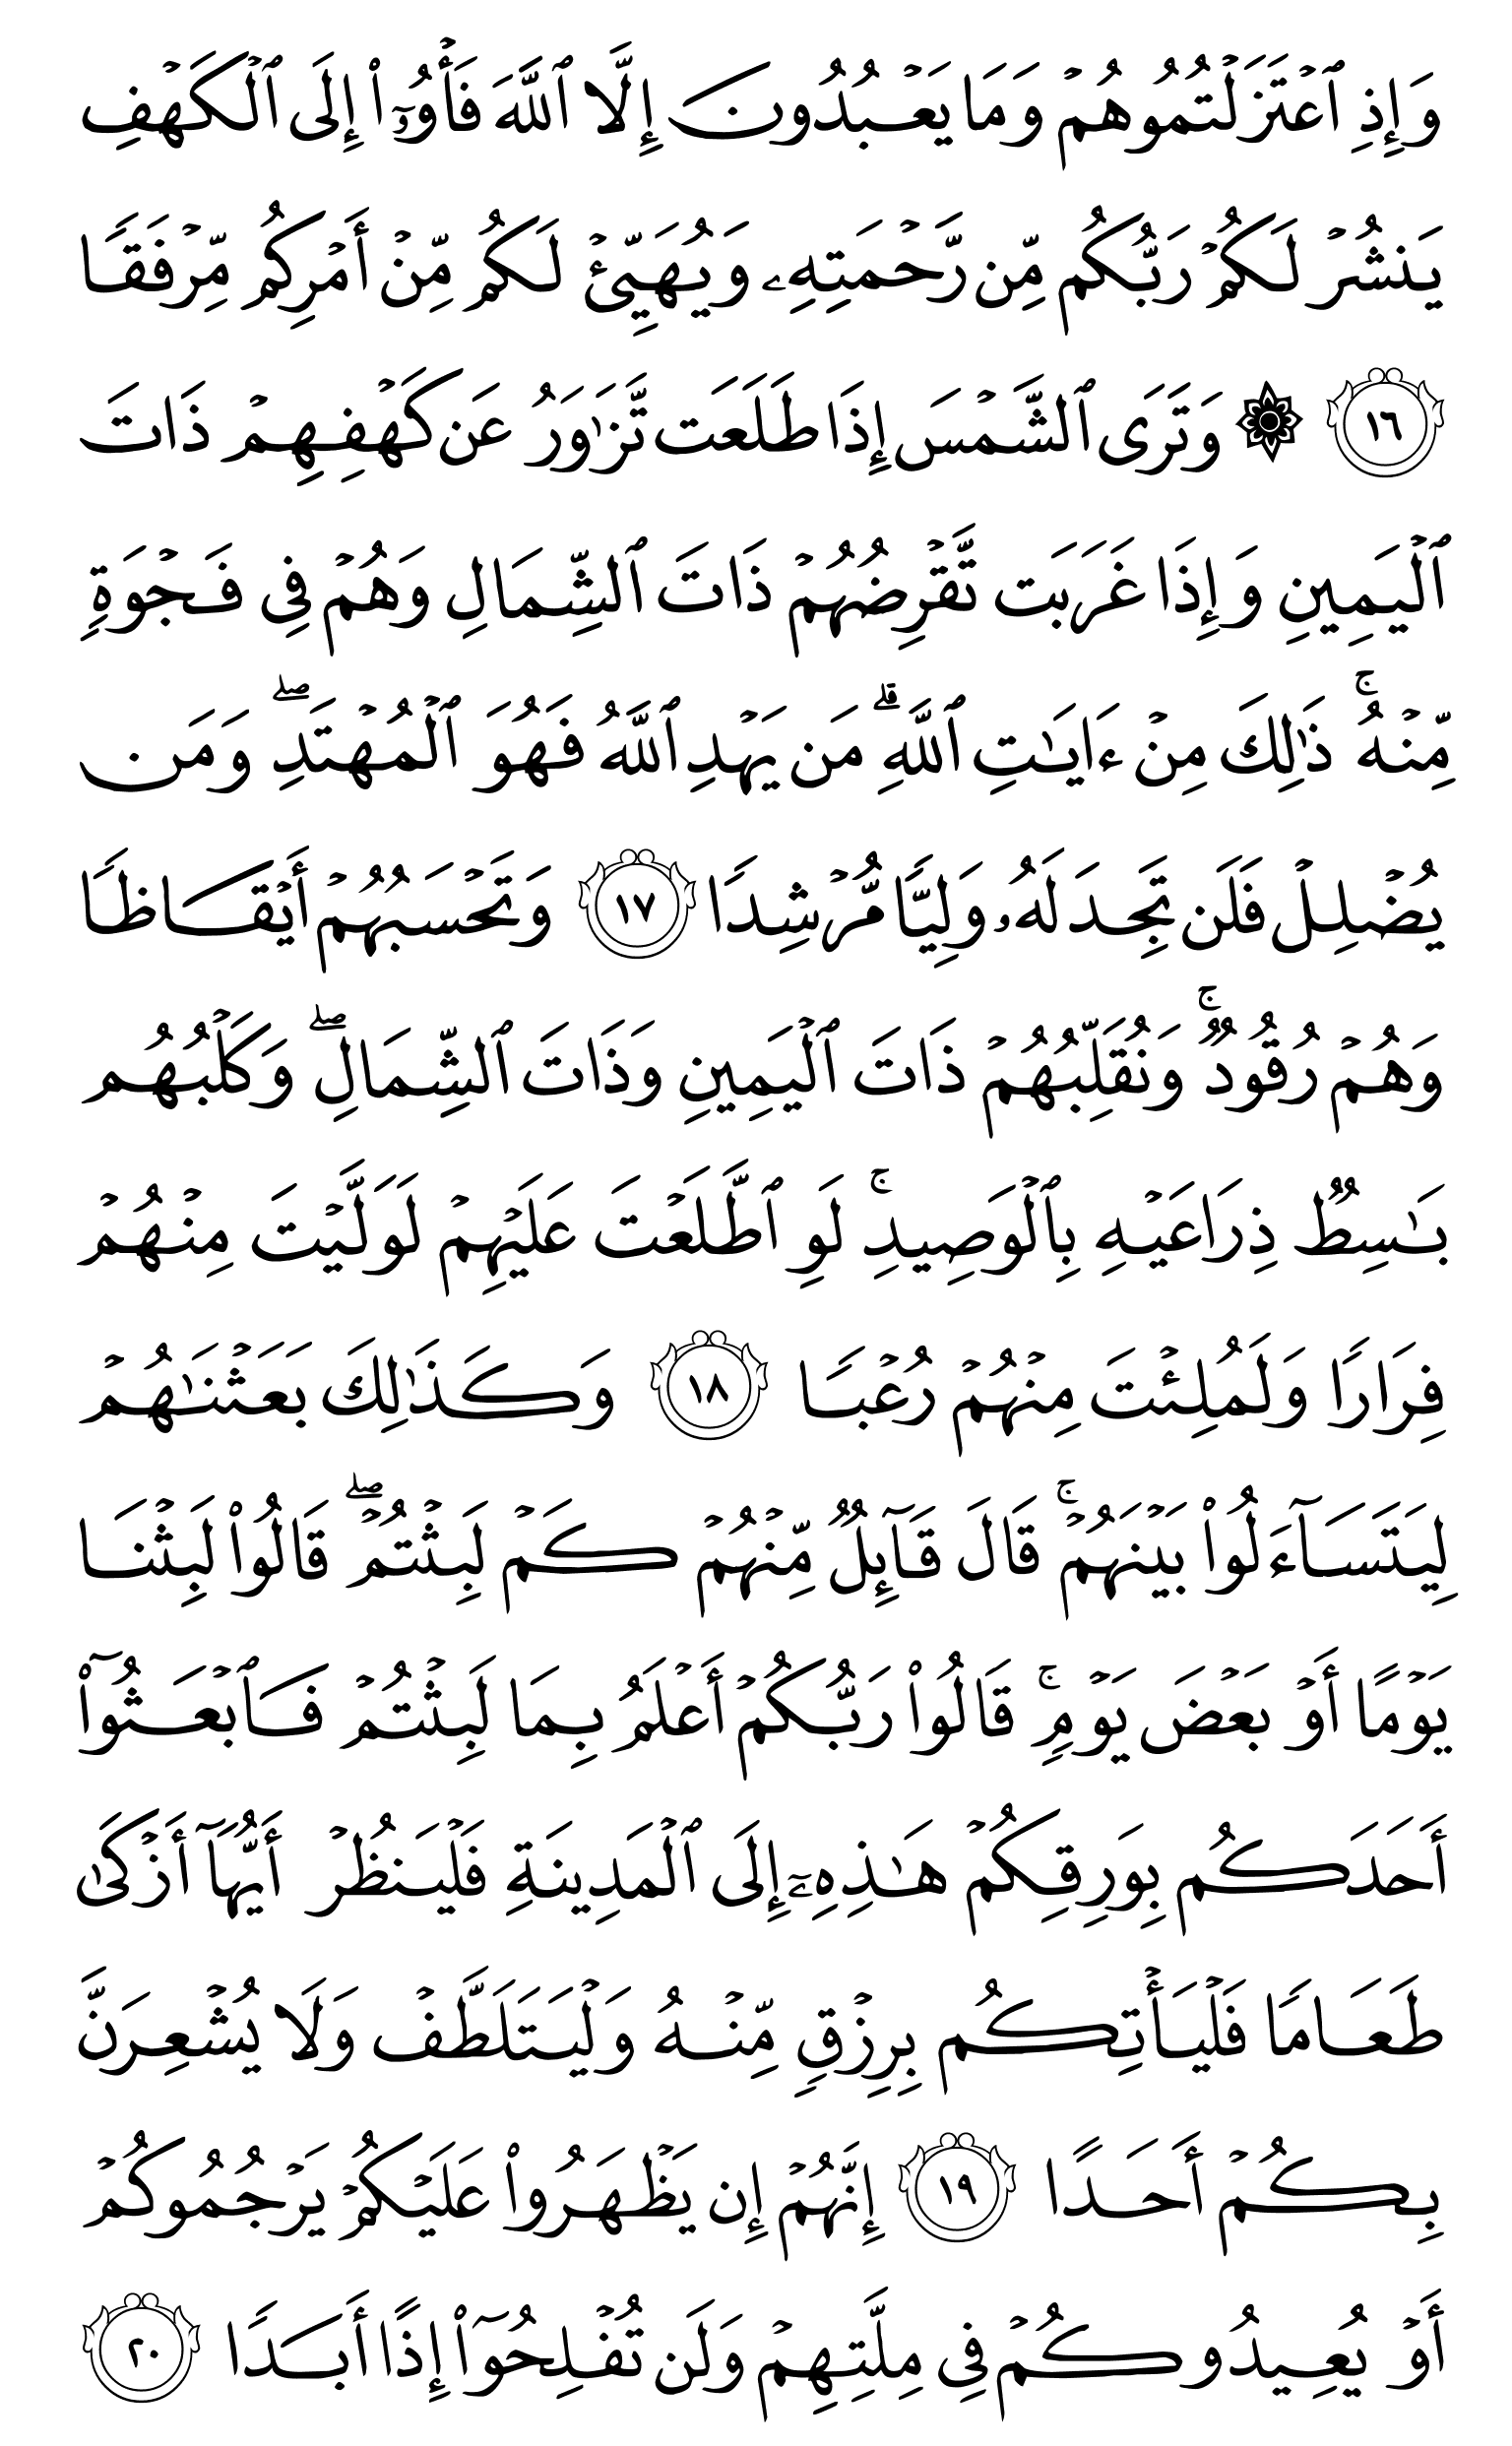 وَإِذِ ٱعۡتَزَلۡتُمُوهُمۡ وَمَا يَعۡبُدُونَ إِلَّا ٱللَّهَ فَأۡوُۥٓاْ إِلَى ٱلۡكَهۡفِ
يَنشُرۡ لَكُمۡ رَبُّكُم مِّن رَّحۡمَتِهِۦ وَيُهَيِّئۡ لَكُم مِّنۡ أَمۡرِكُم مِّرۡفَقٗا
١٦ ۞ وَتَرَى ٱلشَّمۡسَ إِذَا طَلَعَت تَّزَٰوَرُ عَن كَهۡفِهِمۡ ذَاتَ
ٱلۡيَمِينِ وَإِذَا غَرَبَت تَّقۡرِضُهُمۡ ذَاتَ ٱلشِّمَالِ وَهُمۡ فِي فَجۡوَةٖ
مِّنۡهُۚ ذَٰلِكَ مِنۡ ءَايَٰتِ ٱللَّهِۗ مَن يَهۡدِ ٱللَّهُ فَهُوَ ٱلۡمُهۡتَدِۖ وَمَن
يُضۡلِلۡ فَلَن تَجِدَ لَهُۥ وَلِيّٗا مُّرۡشِدٗا ١٧ وَتَحۡسَبُهُمۡ أَيۡقَاظٗا
وَهُمۡ رُقُودٞۚ وَنُقَلِّبُهُمۡ ذَاتَ ٱلۡيَمِينِ وَذَاتَ ٱلشِّمَالِۖ وَكَلۡبُهُم
بَٰسِطٞ ذِرَاعَيۡهِ بِٱلۡوَصِيدِۚ لَوِ ٱطَّلَعۡتَ عَلَيۡهِمۡ لَوَلَّيۡتَ مِنۡهُمۡ
فِرَارٗا وَلَمُلِئۡتَ مِنۡهُمۡ رُعۡبٗا ١٨ وَكَذَٰلِكَ بَعَثۡنَٰهُمۡ
لِيَتَسَآءَلُواْ بَيۡنَهُمۡۚ قَالَ قَآئِلٞ مِّنۡهُمۡ كَمۡ لَبِثۡتُمۡۖ قَالُواْ لَبِثۡنَا
يَوۡمًا أَوۡ بَعۡضَ يَوۡمٖۚ قَالُواْ رَبُّكُمۡ أَعۡلَمُ بِمَا لَبِثۡتُمۡ فَٱبۡعَثُوٓاْ
أَحَدَكُم بِوَرِقِكُمۡ هَٰذِهِۦٓ إِلَى ٱلۡمَدِينَةِ فَلۡيَنظُرۡ أَيُّهَآ أَزۡكَىٰ
طَعَامٗا فَلۡيَأۡتِكُم بِرِزۡقٖ مِّنۡهُ وَلۡيَتَلَطَّفۡ وَلَا يُشۡعِرَنَّ
بِكُمۡ أَحَدًا ١٩ إِنَّهُمۡ إِن يَظۡهَرُواْ عَلَيۡكُمۡ يَرۡجُمُوكُمۡ
أَوۡ يُعِيدُوكُمۡ فِي مِلَّتِهِمۡ وَلَن تُفۡلِحُوٓاْ إِذًا أَبَدٗا ٢٠